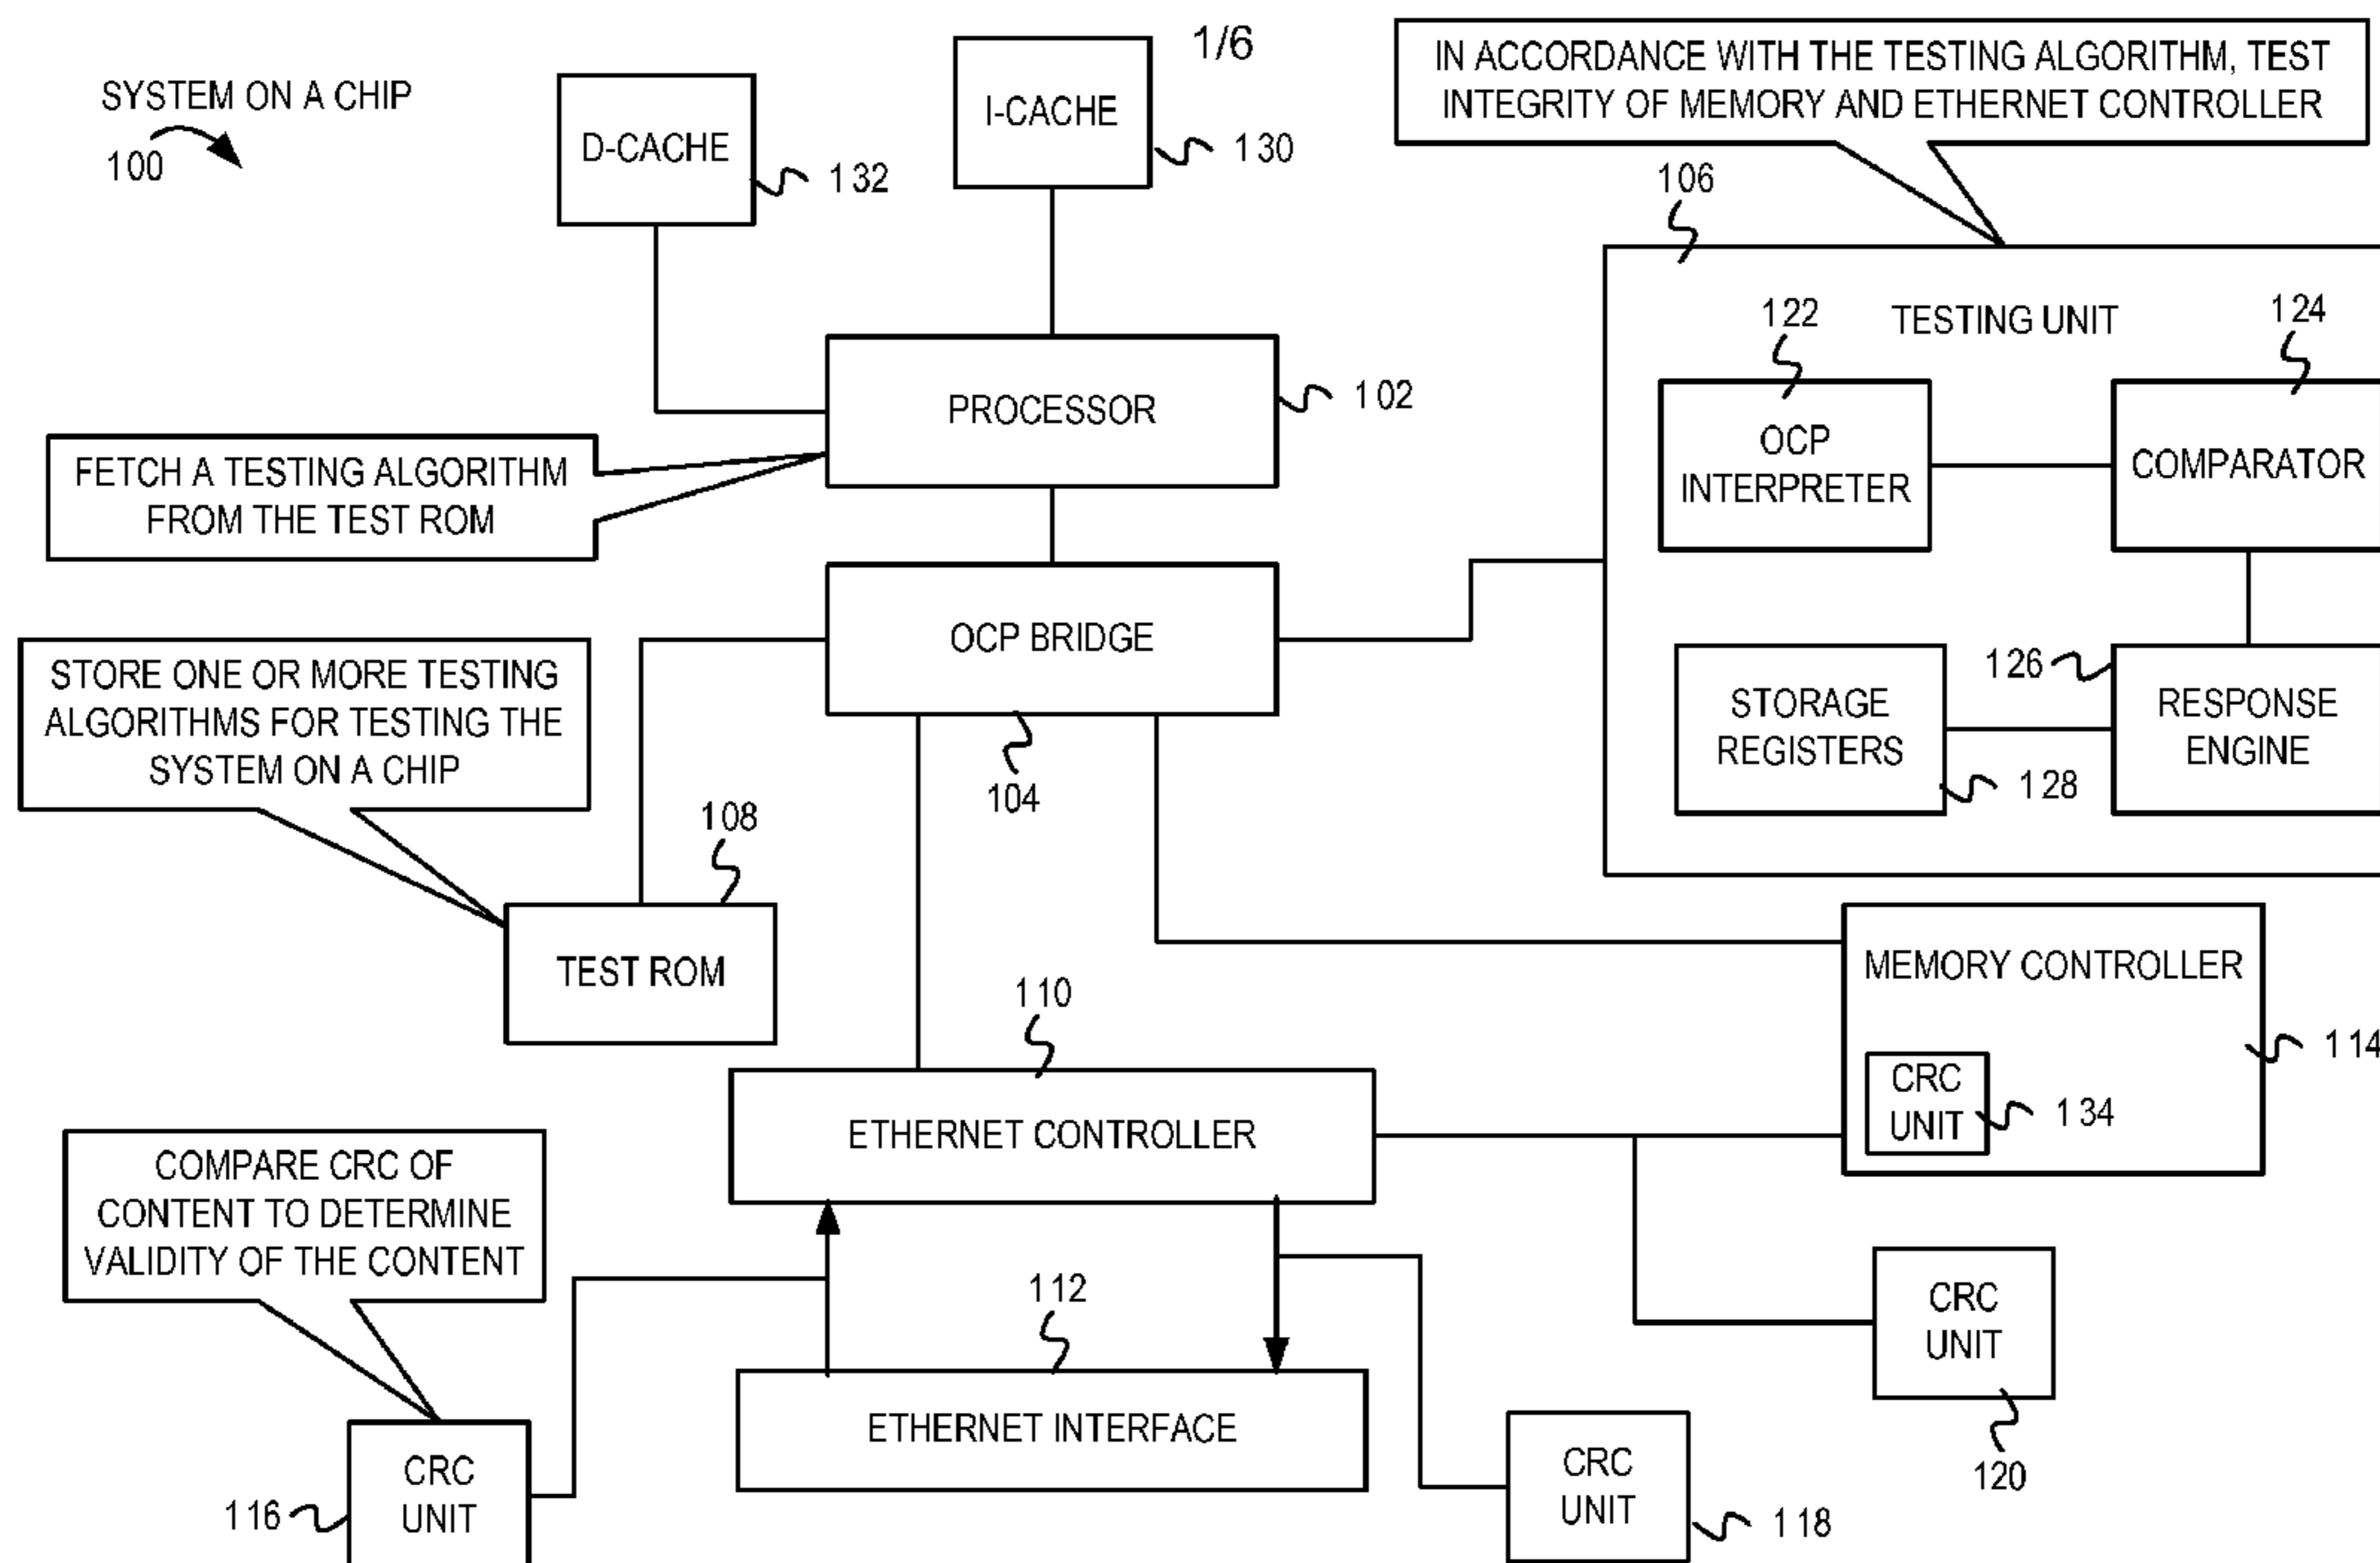 1/6
SYSTEM ON A CHIP
100
D-CACHE
132
I-CACHE
130
IN ACCORDANCE WITH THE TESTING ALGORITHM, TEST
INTEGRITY OF MEMORY AND ETHERNET CONTROLLER
106
TESTING UNIT
122
124
OCP
INTERPRETER
COMPARATOR
PROCESSOR
102
FETCH A TESTING ALGORITHM
FROM THE TEST ROM
OCP BRIDGE
104
STORAGE
REGISTERS
128
126
RESPONSE
ENGINE
STORE ONE OR MORE TESTING
ALGORITHMS FOR TESTING THE
SYSTEM ON A CHIP
108
TEST ROM
MEMORY CONTROLLER
114
CRC
UNIT
134
110
ETHERNET CONTROLLER
COMPARE CRC OF
CONTENT TO DETERMINE
VALIDITY OF THE CONTENT
112
ETHERNET INTERFACE
CRC
UNIT
120
CRC
UNIT
116
CRC
UNIT
118